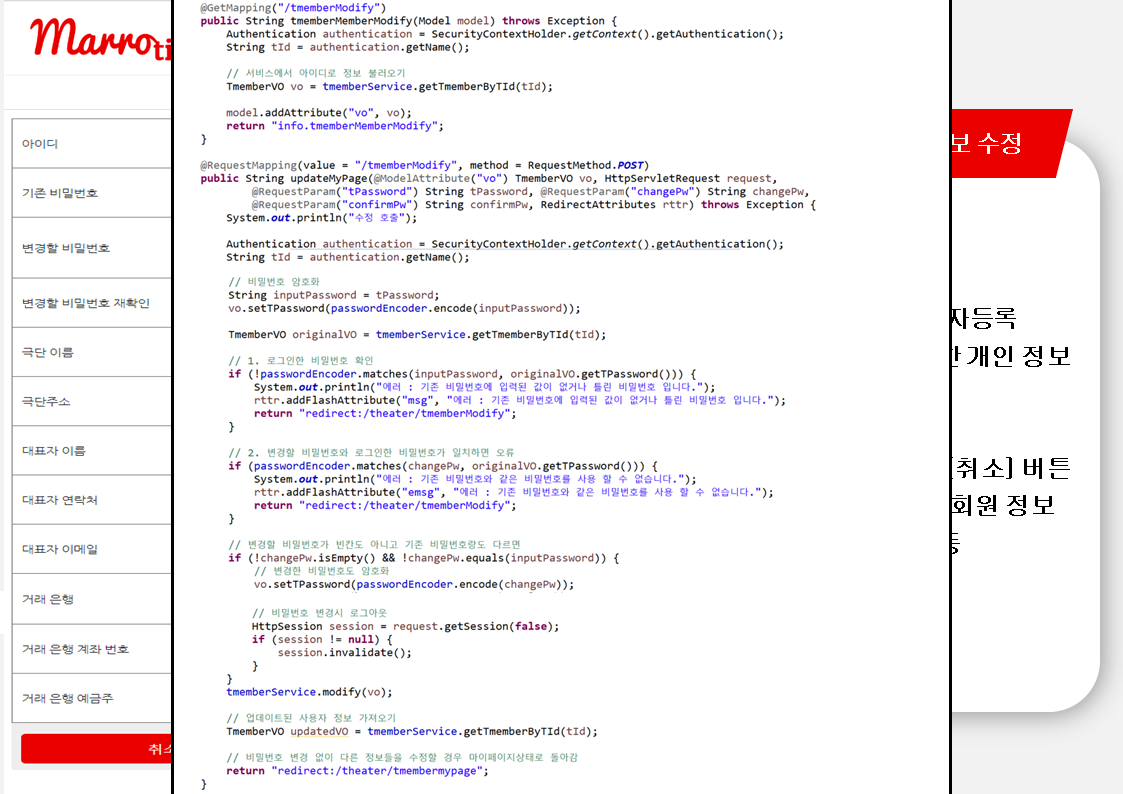 Marro
ti
아이디
기존 비밀번호
변경할 비밀번호
변경할 비밀번호 재확인
극단 이름
극단주소
대표자 이름
대표자 연락처
대표자 이메일
거래 은행
거래 은행 계좌 번호
거래 은행 예금주
@GetMapping("/tmemberModify")
public String tmemberMemberModify(Model model) throws Exception {
Authentication authentication = SecurityContextHolder.getContext().getAuthentication();
String tId = authentication.getName();
// 서비스에서 아이디로 정보 불러오기
TmemberVO vo = tmemberService.getTmemberByTId(tId);
model.addAttribute("vo", vo);
return "info.tmemberMemberModify";
}
@RequestMapping(value = "/tmemberModify", method = RequestMethod.POST)
public String updateMyPage(@ModelAttribute("vo") TmemberVO vo, HttpServletRequest request,
@RequestParam("tPassword") String tPassword, @RequestParam("changePw") String changePw,
@RequestParam("confirmPw") String confirmPw, RedirectAttributes rttr) throws Exception {
System.out.println("수정 호출");
Authentication authentication = SecurityContextHolder.getContext().getAuthentication();
String tId = authentication.getName();
// 비밀번호 암호화
String inputPassword = tPassword;
vo.setTPassword(passwordEncoder.encode(inputPassword));
TmemberVO originalVO = tmemberService.getTmemberByTId(tId);
// 1. 로그인한 비밀번호 확인
if (!passwordEncoder.matches(inputPassword, originalVO.getTPassword())) {
System.out.println("에러 : 기존 비밀번호에 입력된 값이 없거나 틀린 비밀번호 입니다.");
rttr.addFlashAttribute("msg", "에러 : 기존 비밀번호에 입력된 값이 없거나 틀린 비밀번호 입니다.");
return "redirect:/theater/tmemberModify";
}
// 2. 변경할 비밀번호와 로그인한 비밀번호가 일치하면 오류
if (passwordEncoder.matches(changePw, originalVO.getTPassword())) {
System.out.println("에러 : 기존 비밀번호와 같은 비밀번호를 사용 할 수 없습니다.");
rttr.addFlashAttribute("emsg", "에러 : 기존 비밀번호와 같은 비밀번호를 사용 할 수 없습니다.");
return "redirect:/theater/tmemberModify";
}
// 변경할 비밀번호가 빈칸도 아니고 기존 비밀번호랑도 다르면
if (!changePw.isEmpty() && !changePw.equals(inputPassword)) {
// 변경한 비밀번호도 암호화
vo.setTPassword(passwordEncoder.encode(changePw));
// 비밀번호 변경시 로그아웃
HttpSession session = request.getSession(false);
if (session != null) {
session.invalidate();
}
}
tmemberService.modify(vo);
// 업데이트된 사용자 정보 가져오기
TmemberVO updatedVO = tmemberService.getTmemberByTId(tId);
// 비밀번호 변경 없이 다른 정보들을 수정할 경우 마이페이지상태로 돌아감
return "redirect:/theater/tmembermypage";
}
보 수정
자등록
개인 정보
[취소] 버튼
회원 정보